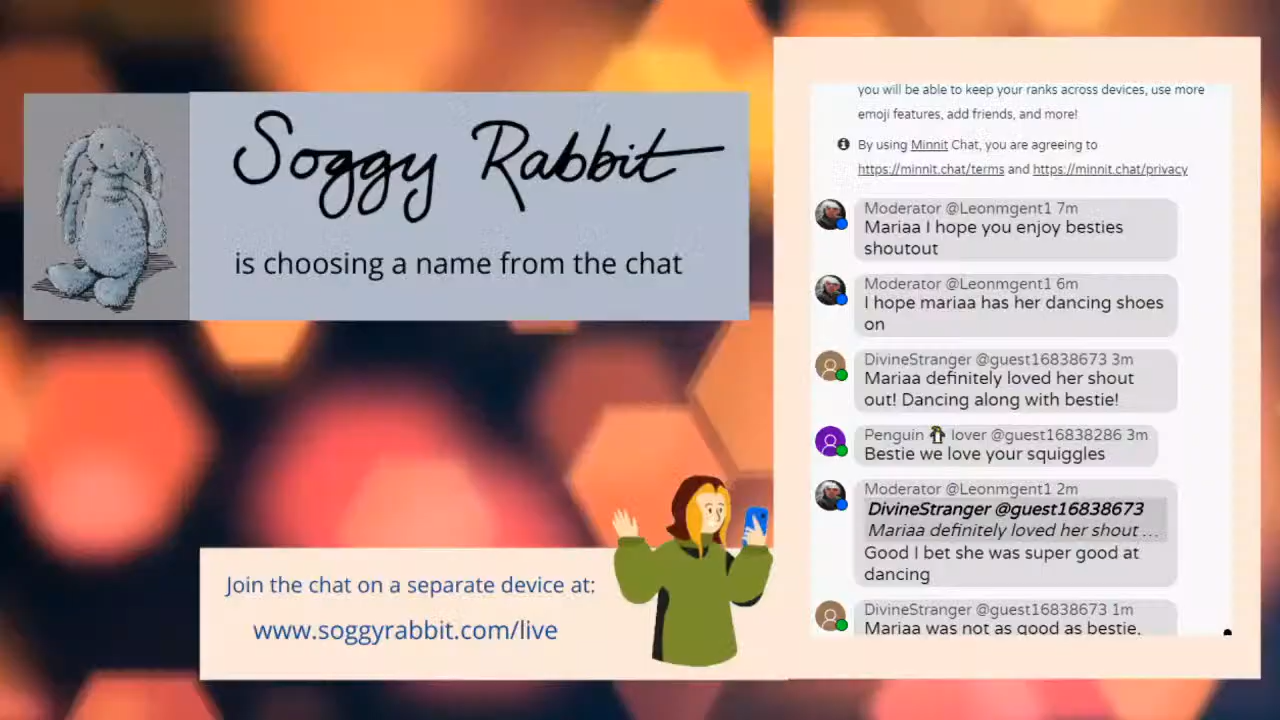 Soggy Rabbit
is choosing a name from the chat
Join the chat on a separate device at:
www.soggyrabbit.com/live
you will be able to keep your ranks across devices, use more
emoji features, add friends, and more!
By using Minnit Chat, you are agreeing to
https://minnit.chat/terms and https://minnit.chat/privacy
Moderator @Leonmgent1 7m
Mariaa I hope you enjoy besties
shoutout
Moderator @Leonmgent1 6m
I hope mariaa has her dancing shoes
on
DivineStranger @guest16838673 3m
Mariaa definitely loved her shout
out! Dancing along with bestie!
Penguin 🐧 lover @guest16838286 3m
Bestie we love your squiggles
Moderator @Leonmgent1 2m
DivineStranger @guest16838673
Mariaa definitely loved her shout ...
Good I bet she was super good at
dancing
DivineStranger @guest16838673 1m
Mariaa was not as good as bestie,